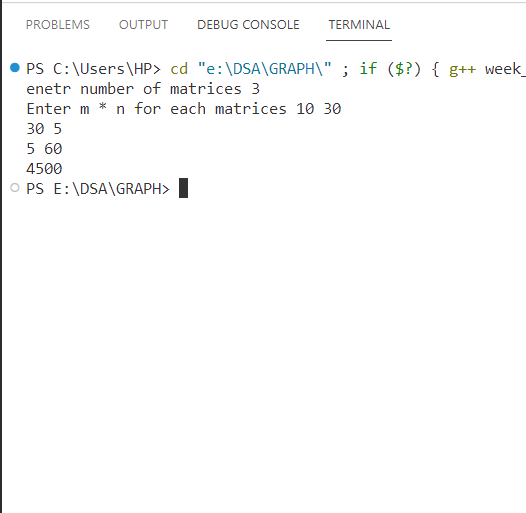 PROBLEMS OUTPUT DEBUG CONSOLE TERMINAL
PS C:\Users\HP> cd "e:\DSA\GRAPH\" ; if ($?) { g++ week_
enetr number of matrices 3
Enter m * n for each matrices 10 30
30 5
5 60
4500
PS E:\DSA\GRAPH>